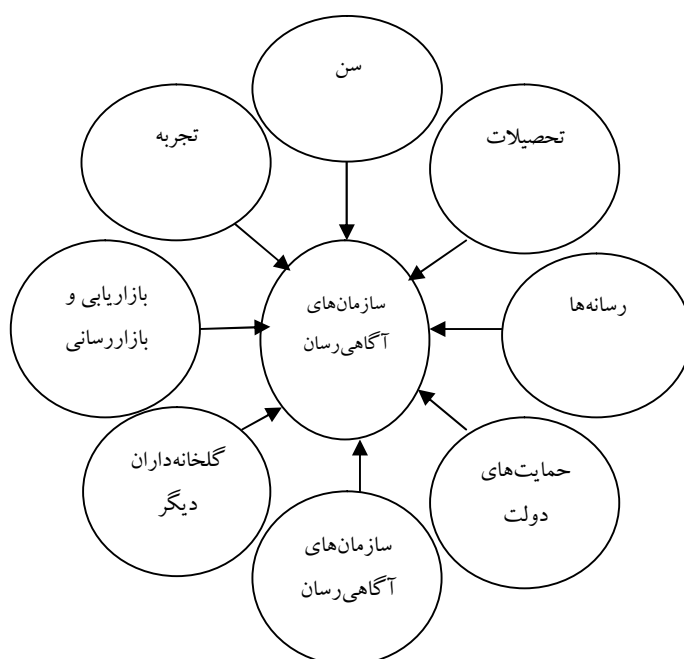 سن
تجربه
تحصیلات
بازاریابی و
بازاررسانی
سازمان‌های
آگاهی‌رسان
رسانه‌ها
گلخانه‌داران
دیگر
حمایت‌های
دولت
سازمان‌های
آگاهی‌رسان